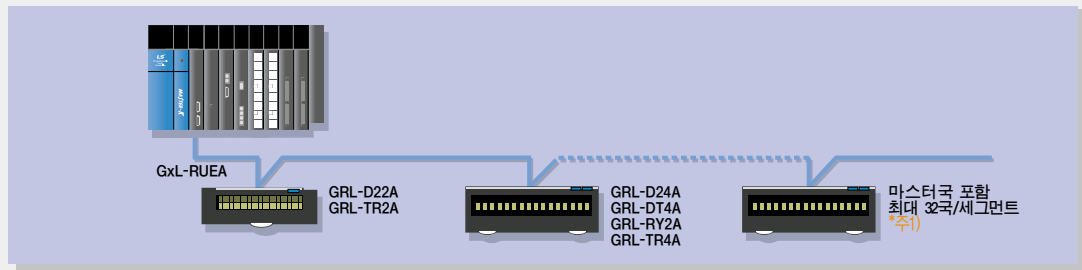 GxL-RUEA
GRL-D22A
GRL-TR2A
GRL-D24A
GRL-DT4A
GRL-RY2A
GRL-TR4A
마스터국 포함
최대 32국/세그먼트
*주1)